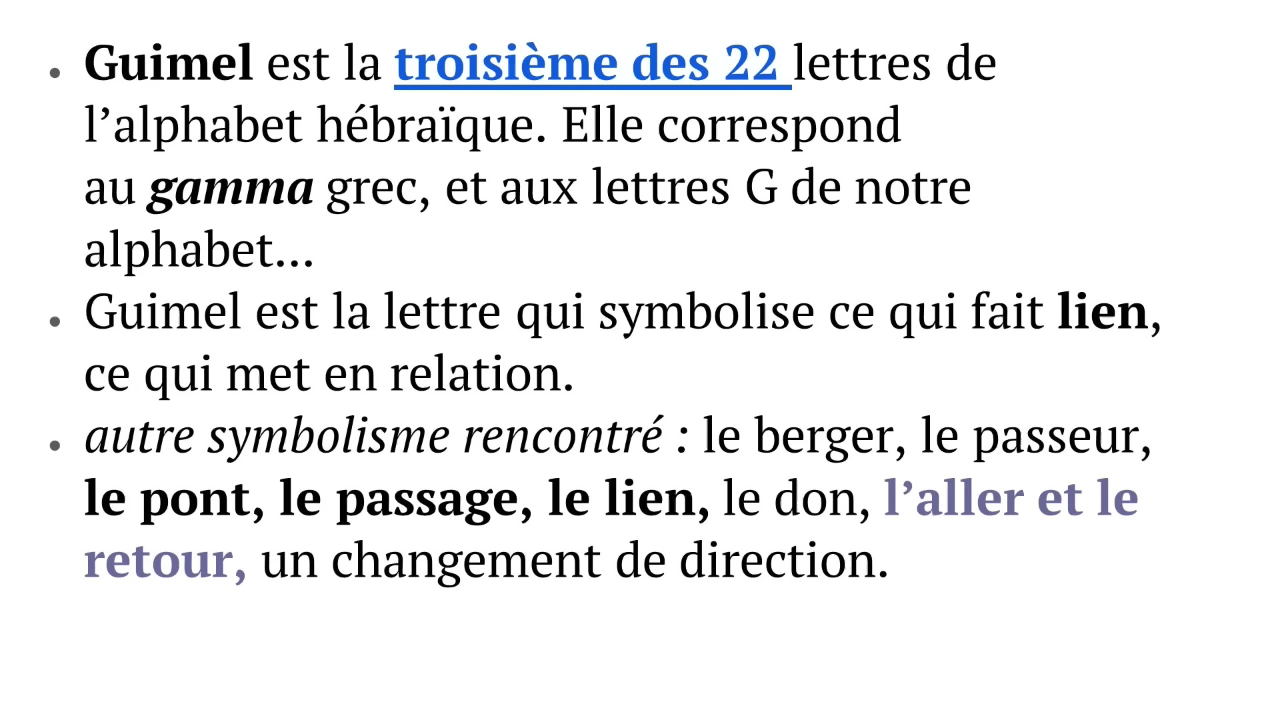 Guimel est la troisième des 22 lettres de
l’alphabet hébraïque. Elle correspond
au gamma grec, et aux lettres G de notre
alphabet...
Guimel est la lettre qui symbolise ce qui fait lien,
ce qui met en relation.
autre symbolisme rencontré : le berger, le passeur,
le pont, le passage, le lien, le don, l’aller et le
retour, un changement de direction.